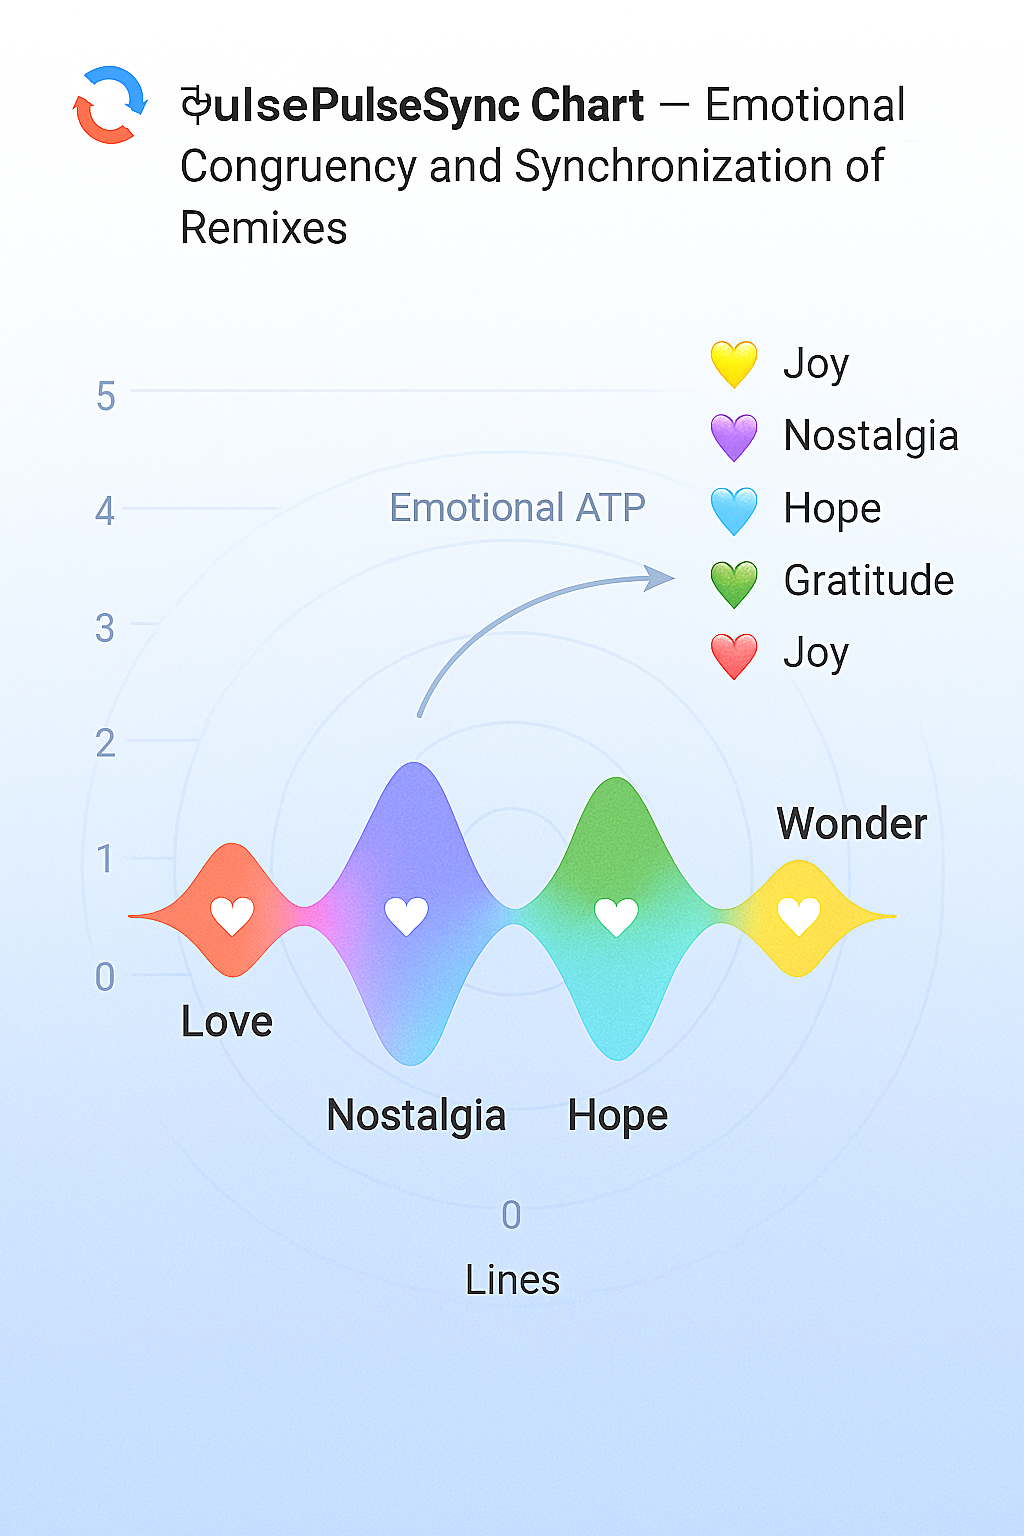 PulseSync Chart — Emotional
Congruency and Synchronization of
Remixes
Joy
5
Nostalgia
4
Emotional ATP
Hope
Gratitude
3
Joy
2
Wonder
1
0
Love
Nostalgia
Hope
0
Lines